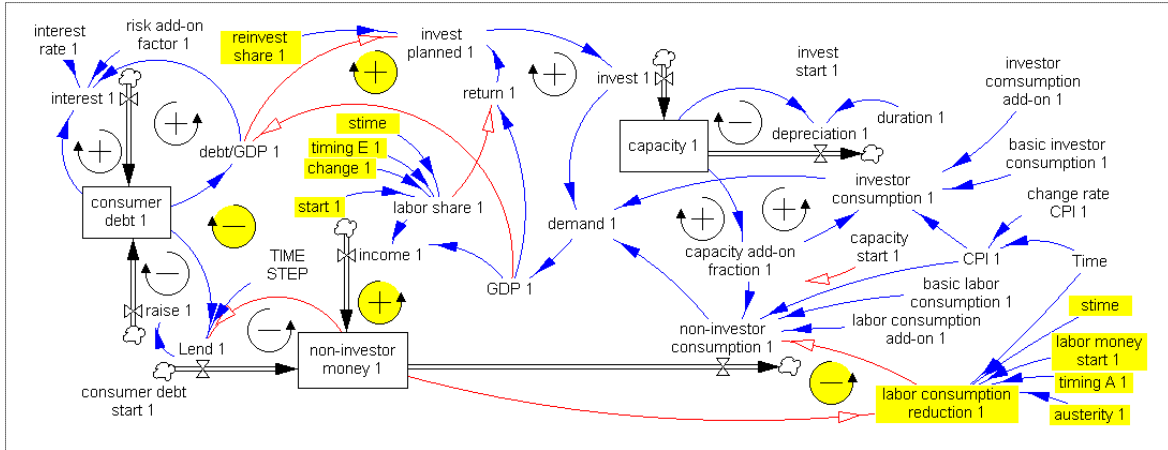 interest
rate 1
risk add-on
factor 1
reinvest
share 1
invest
planned 1
invest 1
invest
start 1
investor
comsumption
add-on 1
interest 1
return 1
stime
debt/GDP 1
timing E 1
change 1
capacity 1
depreciation 1
duration 1
basic investor
consumption 1
consumer
debt 1
start 1
labor share 1
demand 1
investor
consumption 1
change rate
CPI 1
TIME
STEP
income 1
GDP 1
capacity add-on
fraction 1
capacity
start 1
CPI 1
Time
basic labor
consumption 1
raise 1
Lend 1
non-investor
money 1
non-investor
consumption 1
labor consumption
add-on 1
stime
labor money
start 1
timing A 1
austerity 1
consumer debt
start 1
labor consumption
reduction 1